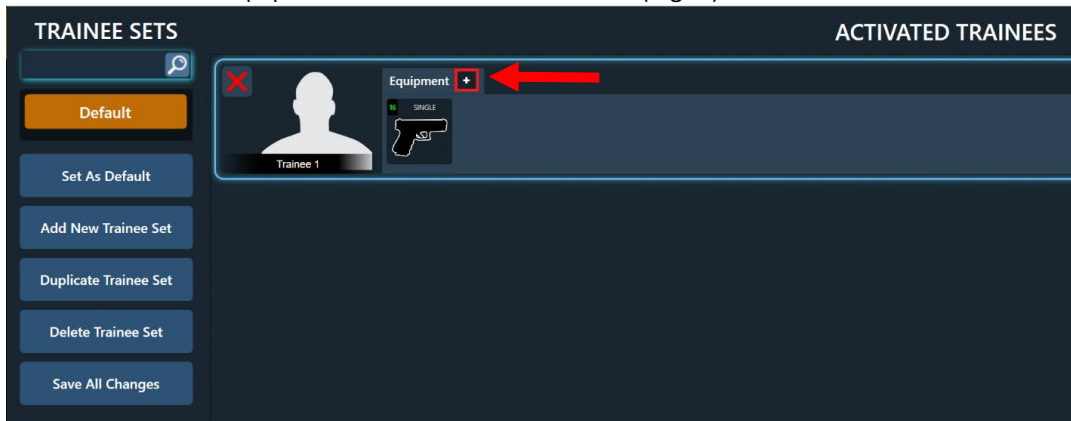 TRAINEE SETS
ACTIVATED TRAINEES
Default
Set As Default
Add New Trainee Set
Duplicate Trainee Set
Delete Trainee Set
Save All Changes
Equipment +
16 SINGLE
Trainee 1